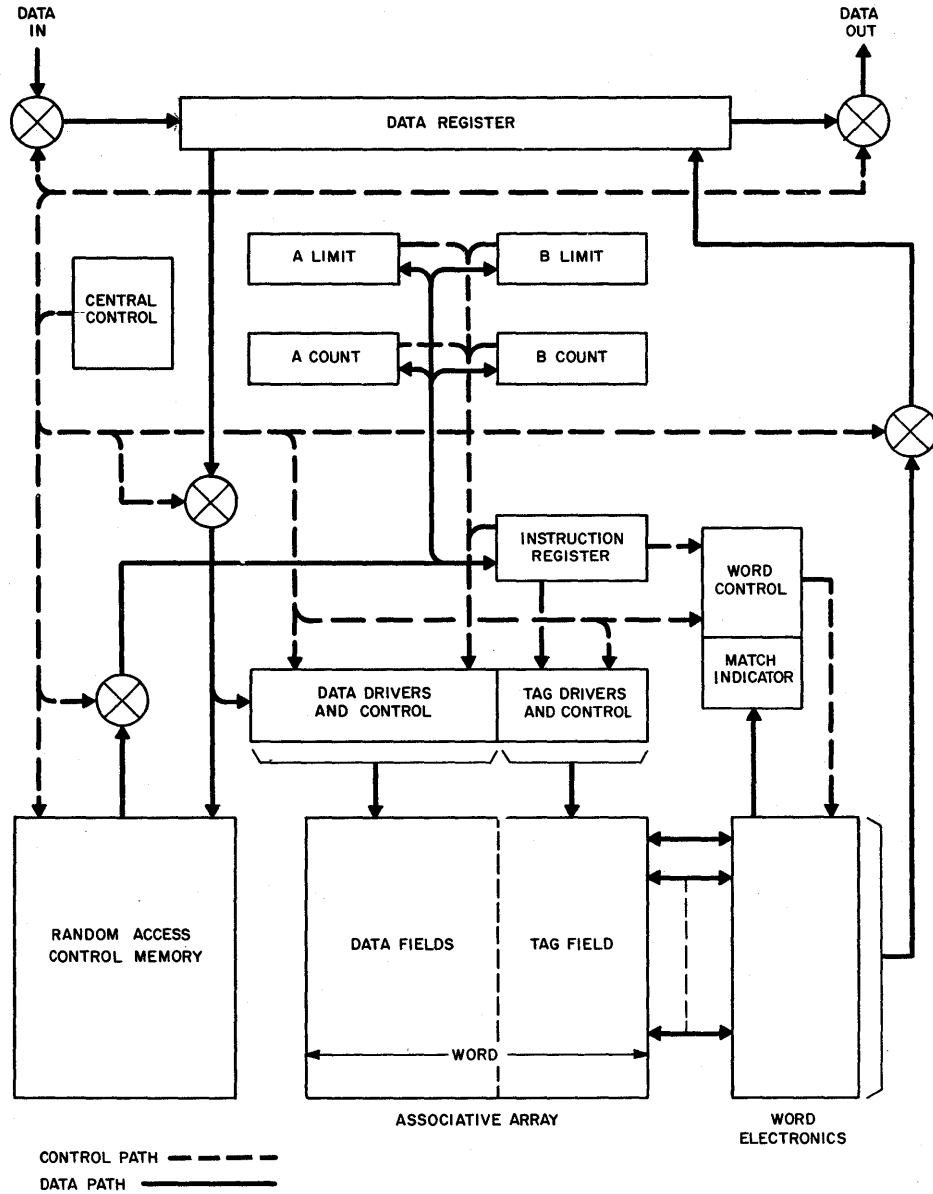 DATA
IN
DATA
OUT
DATA REGISTER
A LIMIT
B LIMIT
CENTRAL
CONTROL
A COUNT
B COUNT
INSTRUCTION
REGISTER
WORD
CONTROL
MATCH
INDICATOR
DATA DRIVERS
AND CONTROL
TAG DRIVERS
AND CONTROL
RANDOM ACCESS
CONTROL MEMORY
DATA FIELDS
TAG FIELD
WORD
ASSOCIATIVE ARRAY
WORD
ELECTRONICS
CONTROL PATH
DATA PATH